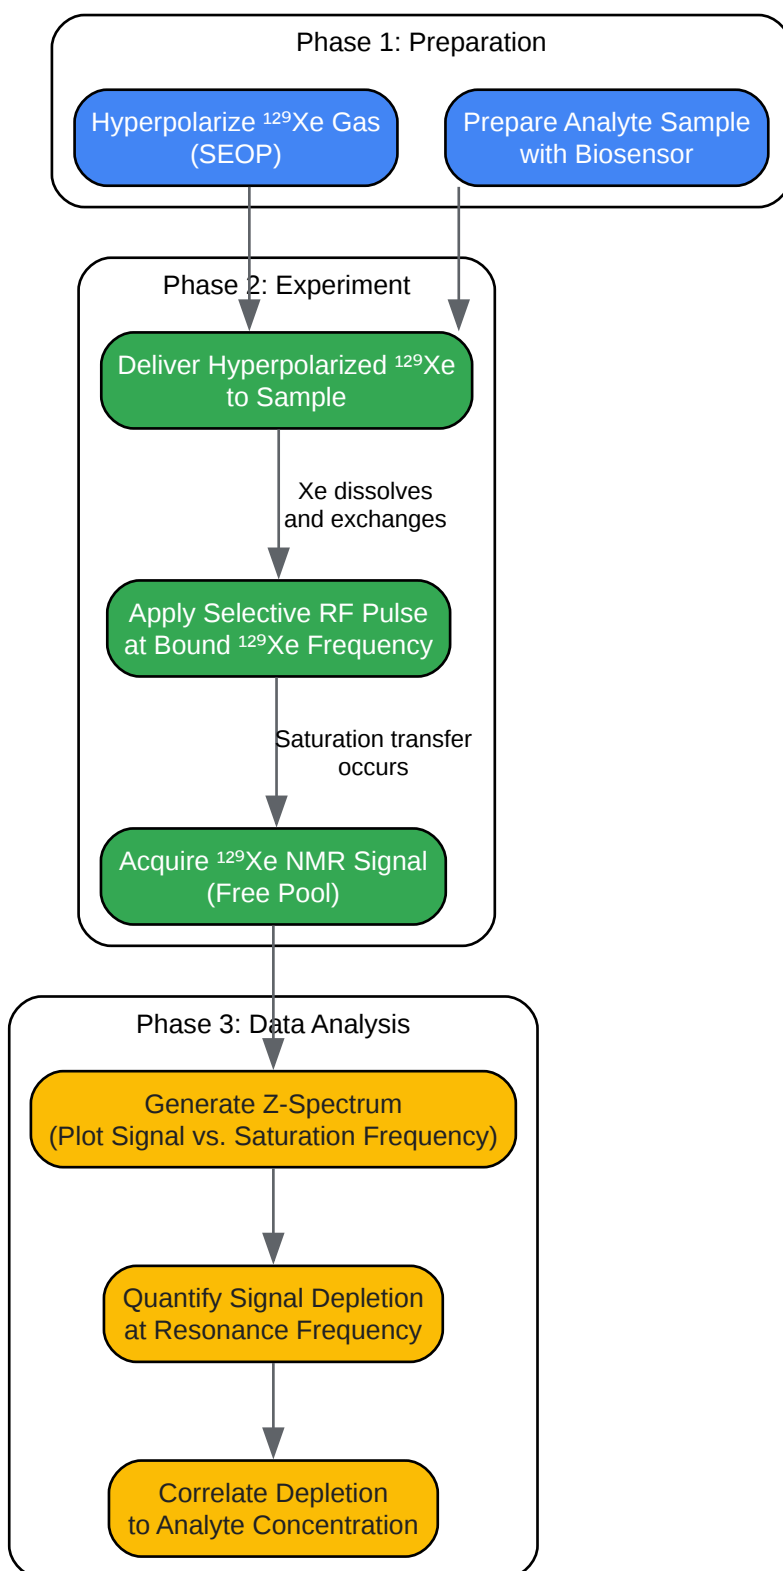 Phase 1: Preparation
Hyperpolarize ¹²⁹Xe Gas
(SEOP)
Prepare Analyte Sample
with Biosensor
Phase 2: Experiment
Deliver Hyperpolarized ¹²⁹Xe
to Sample
Xe dissolves
and exchanges
Apply Selective RF Pulse
at Bound ¹²⁹Xe Frequency
Saturation transfer
occurs
Acquire ¹²⁹Xe NMR Signal
(Free Pool)
Phase 3: Data Analysis
Generate Z-Spectrum
(Plot Signal vs. Saturation Frequency)
Quantify Signal Depletion
at Resonance Frequency
Correlate Depletion
to Analyte Concentration